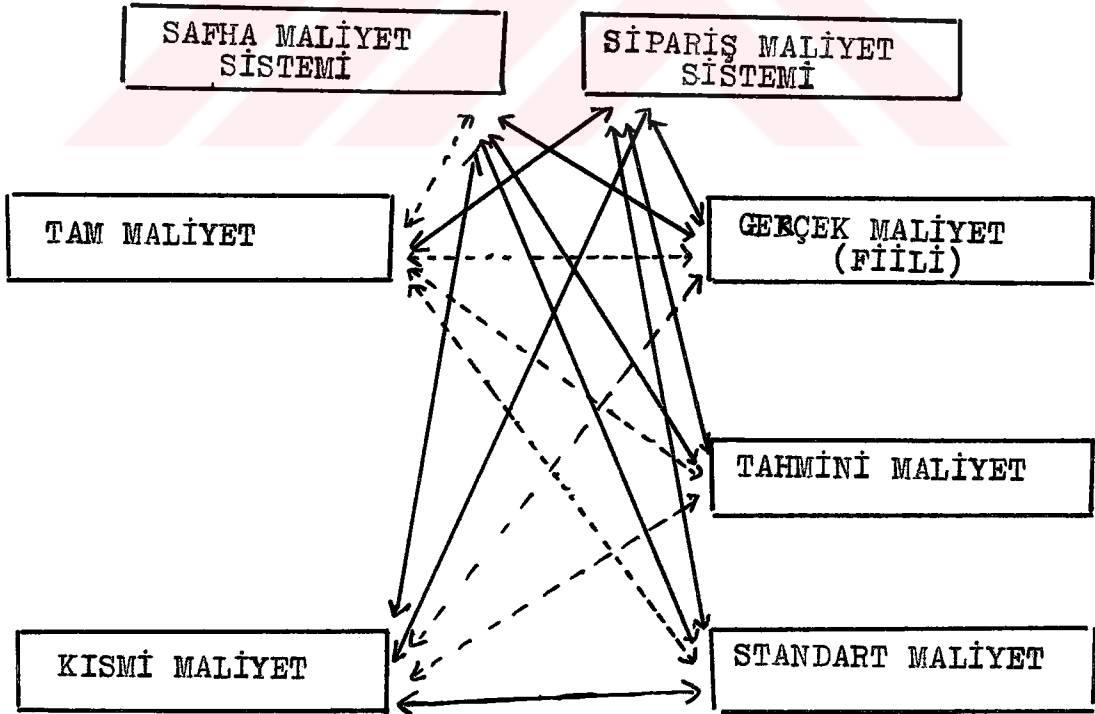 SAFHA MALİYET
SİSTEMİ
SİPARİŞ MALİYET
SİSTEMİ
TAM MALİYET
GERÇEK MALİYET
(FİİLİ)
TAHMİNİ MALİYET
KISMİ MALİYET
STANDART MALİYET